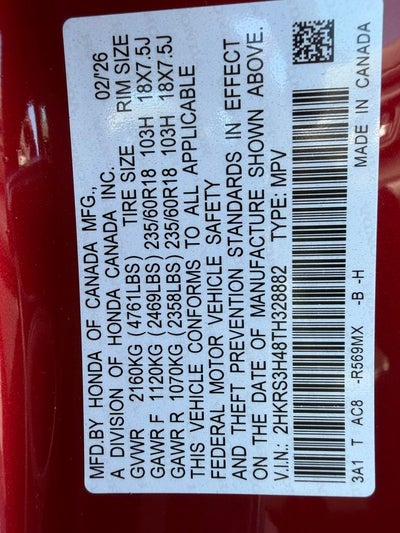 MFD.BY HONDA OF CANADA MFG., 02/'26
A DIVISION OF HONDA CANADA INC.
TIRE SIZE RIM SIZE
GVWR 2160KG (4761LBS)
GAWR F 1120KG (2469LBS) 235/60R18 103H 18X7.5J
GAWR R 1070KG (2358LBS) 235/60R18 103H 18X7.5J
THIS VEHICLE CONFORMS TO ALL APPLICABLE
FEDERAL MOTOR VEHICLE SAFETY
AND THEFT PREVENTION STANDARDS IN EFFECT
ON THE DATE OF MANUFACTURE SHOWN ABOVE.
V.I.N.: 2HKRS3H48TH328882 TYPE: MPV
3A1 T AC8 -R569MX -B -H MADE IN CANADA